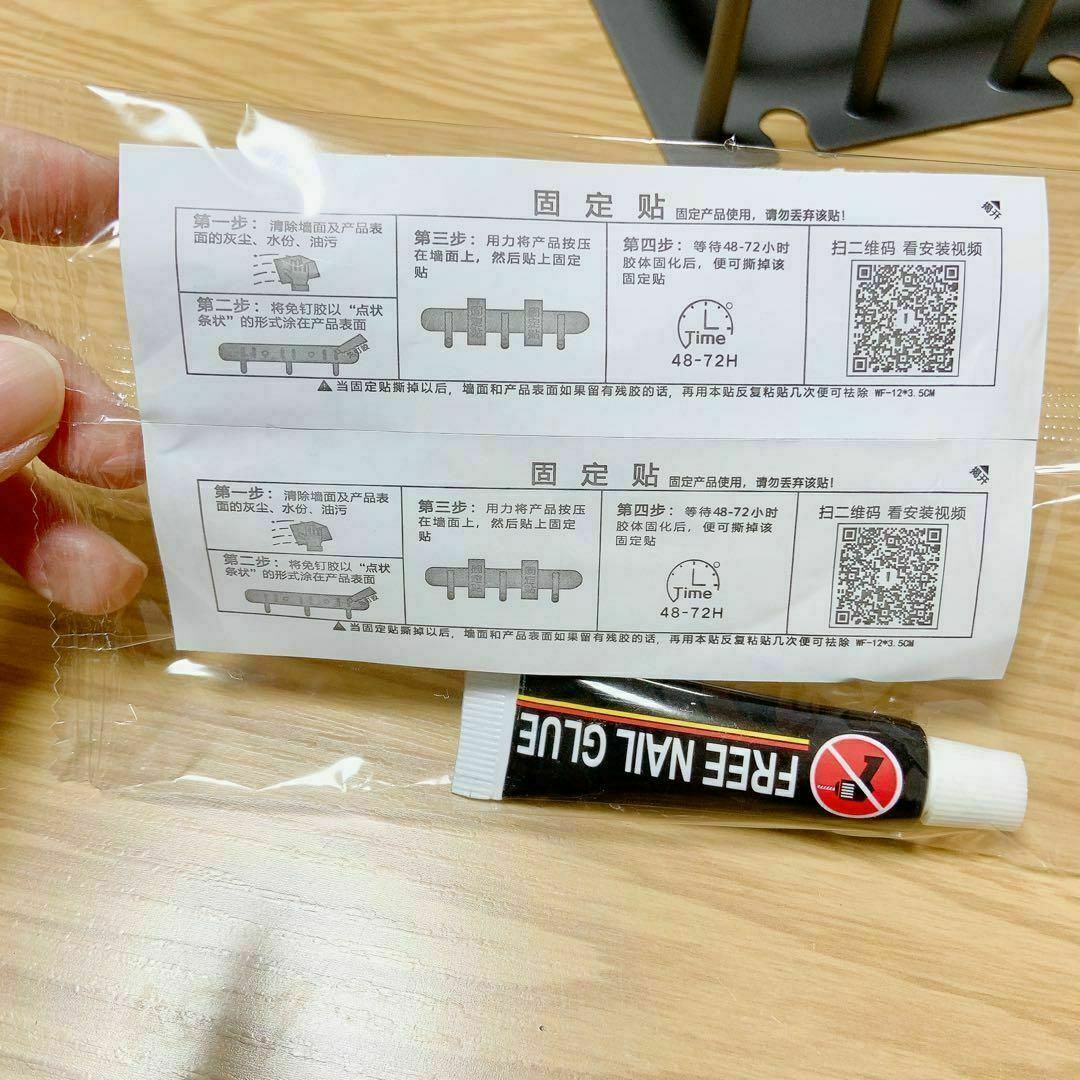 固定贴 固定产品使用，请勿丢弃该贴！
揭开
第一步：清除墙面及产品表
面的灰尘、水份、油污
第二步：将免钉胶以“点状
条状”的形式涂在产品表面
第三步：用力将产品按压
在墙面上，然后贴上固定
贴
固定贴 固定贴
第四步：等待48-72小时
胶体固化后，便可撕掉该
固定贴
Time
48-72H
扫二维码 看安装视频
当固定贴撕掉以后，墙面和产品表面如果留有残胶的话，再用本贴反复粘贴几次便可祛除 WF-12*3.5CM
固定贴 固定产品使用，请勿丢弃该贴！
揭开
第一步：清除墙面及产品表
面的灰尘、水份、油污
第二步：将免钉胶以“点状
条状”的形式涂在产品表面
第三步：用力将产品按压
在墙面上，然后贴上固定
贴
固定贴 固定贴
第四步：等待48-72小时
胶体固化后，便可撕掉该
固定贴
Time
48-72H
扫二维码 看安装视频
当固定贴撕掉以后，墙面和产品表面如果留有残胶的话，再用本贴反复粘贴几次便可祛除 WF-12*3.5CM
FREE NAIL GLUE